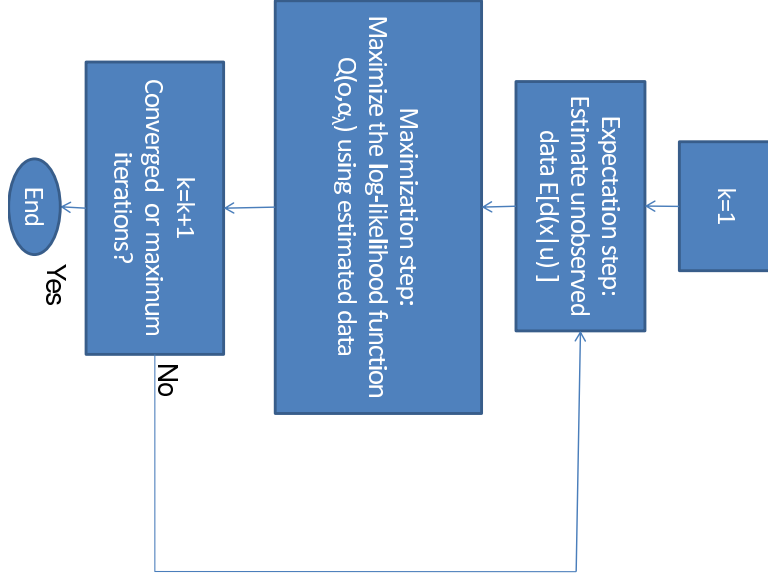 k=1
Expectation step:
Estimate unobserved
data E[d(x|u) ]
Maximization step:
Maximize the log-likelihood function
Q(o,αλ) using estimated data
k=k+1
Converged or maximum
iterations?
No
Yes
End